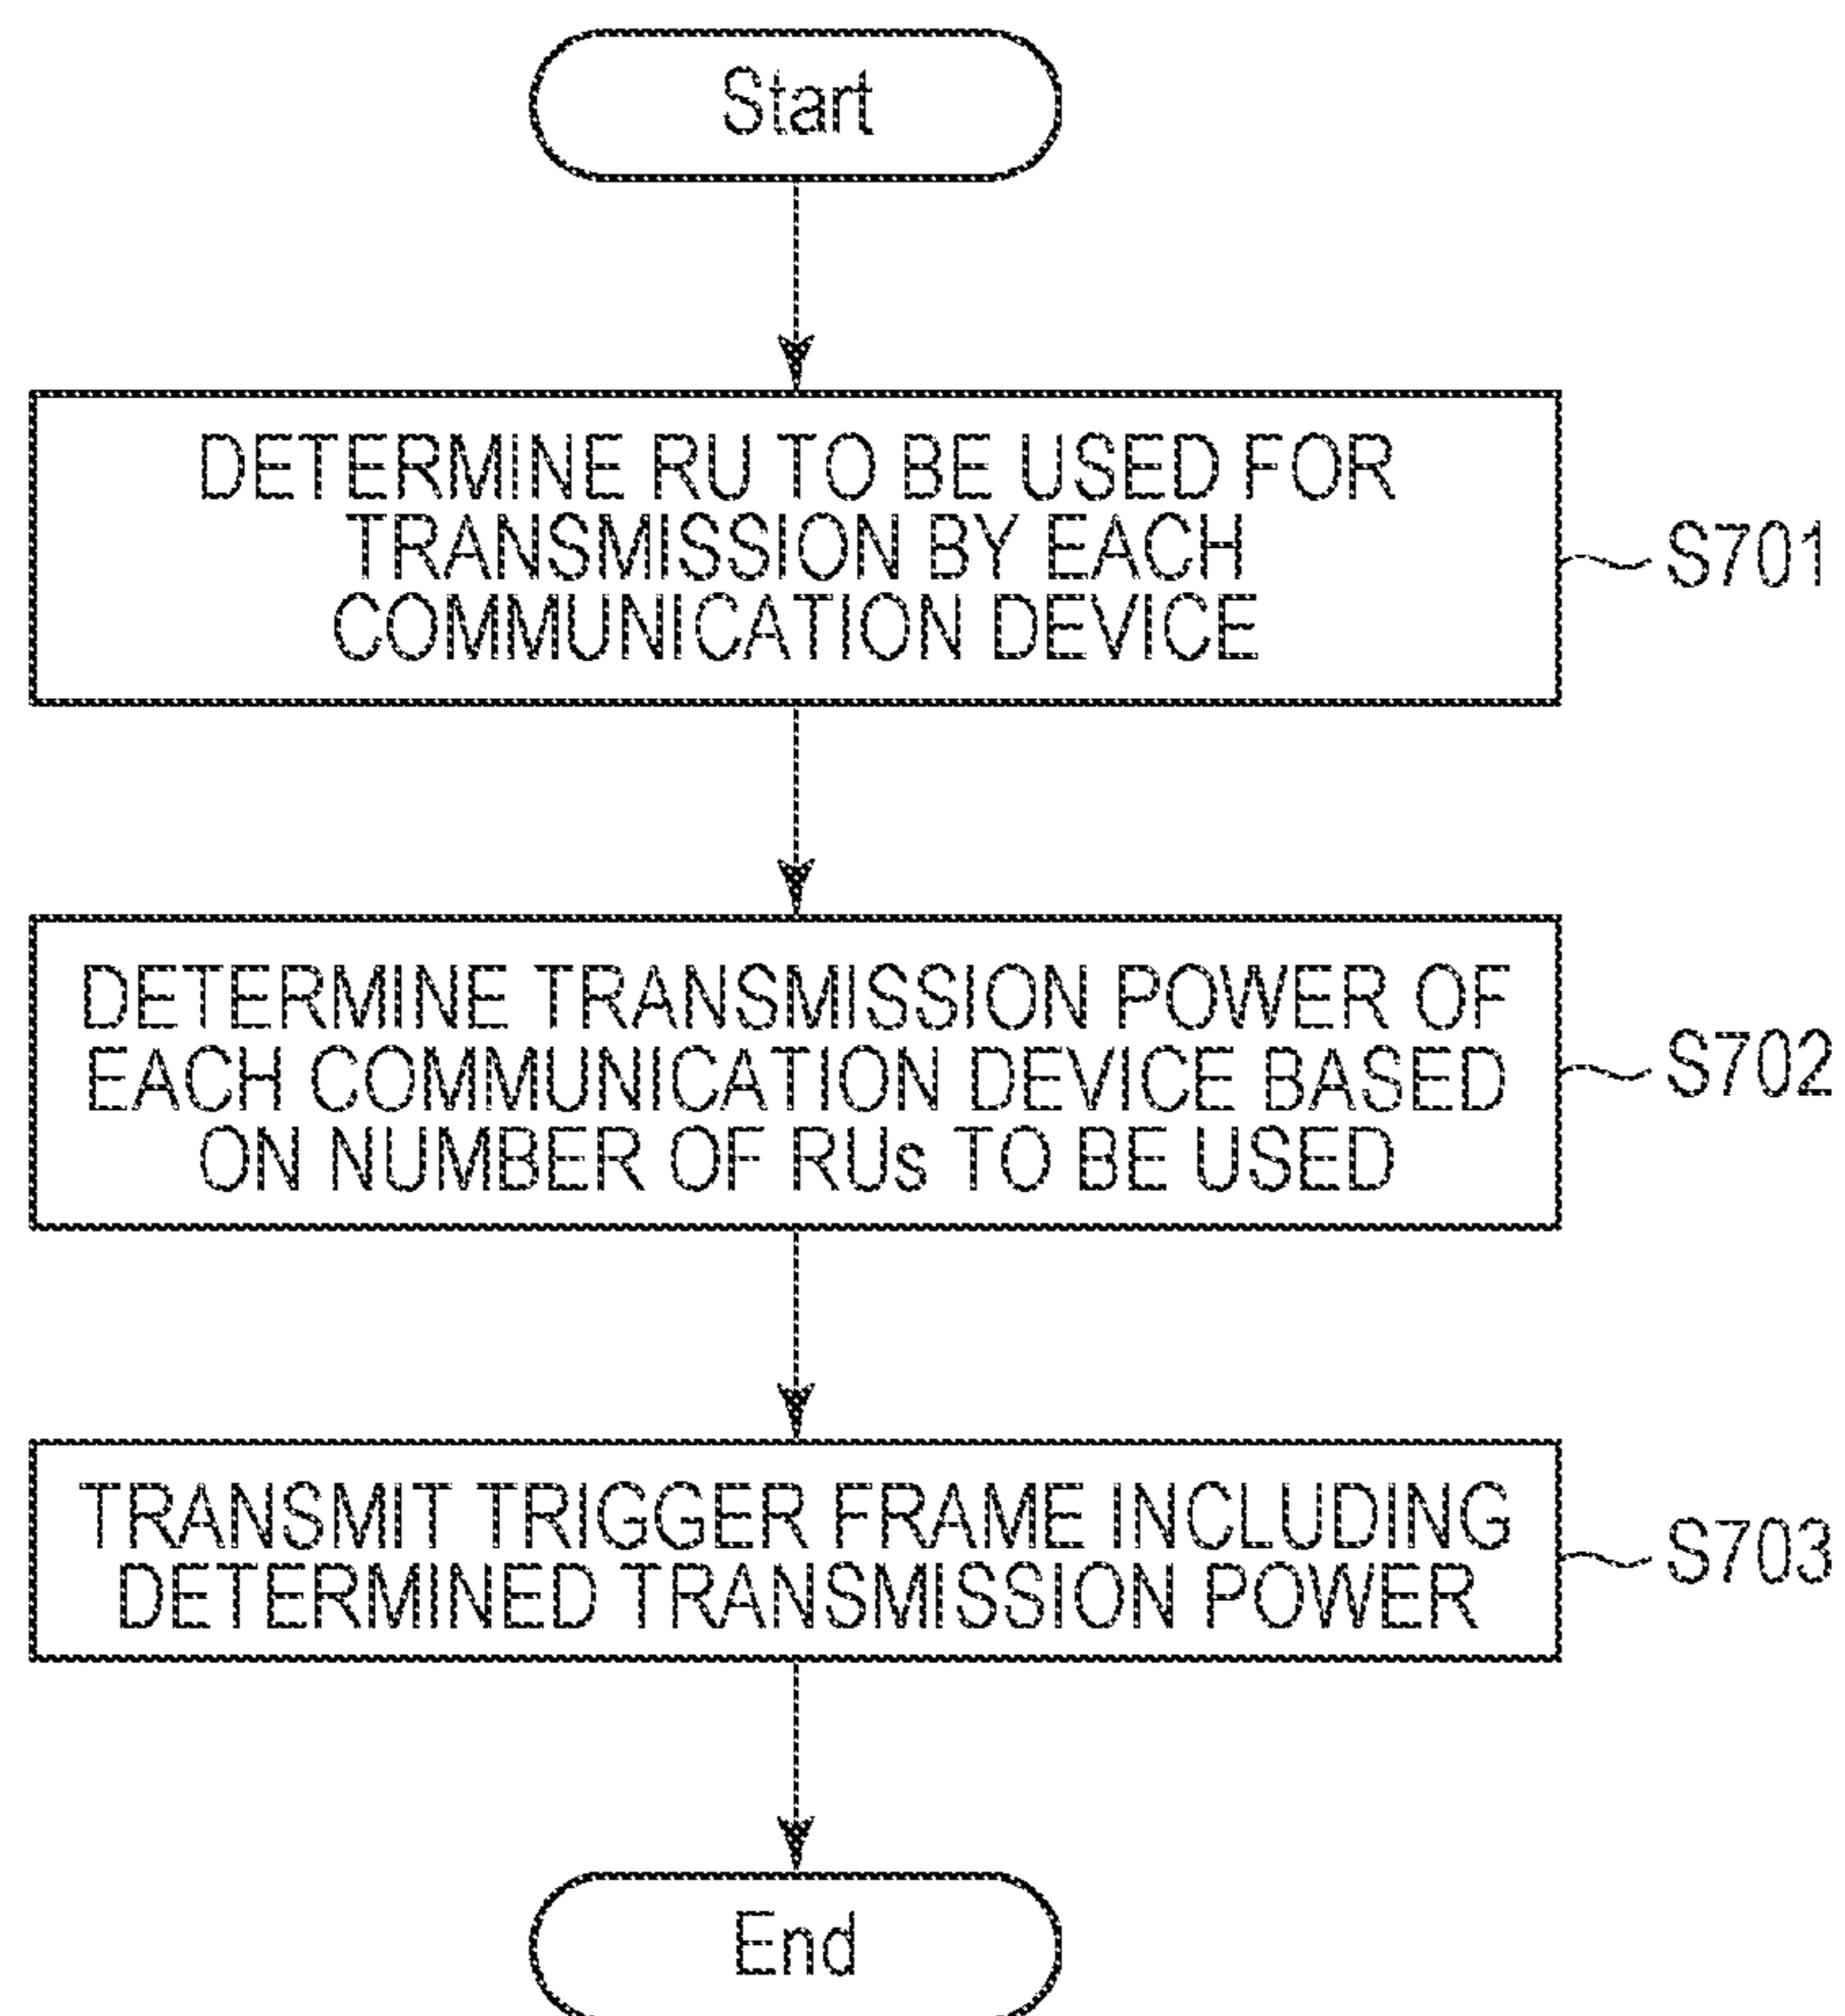 Start
DETERMINE RU TO BE USED FOR
TRANSMISSION BY EACH
COMMUNICATION DEVICE
S701
DETERMINE TRANSMISSION POWER OF
EACH COMMUNICATION DEVICE BASED
ON NUMBER OF RUs TO BE USED
S702
TRANSMIT TRIGGER FRAME INCLUDING
DETERMINED TRANSMISSION POWER
S703
End